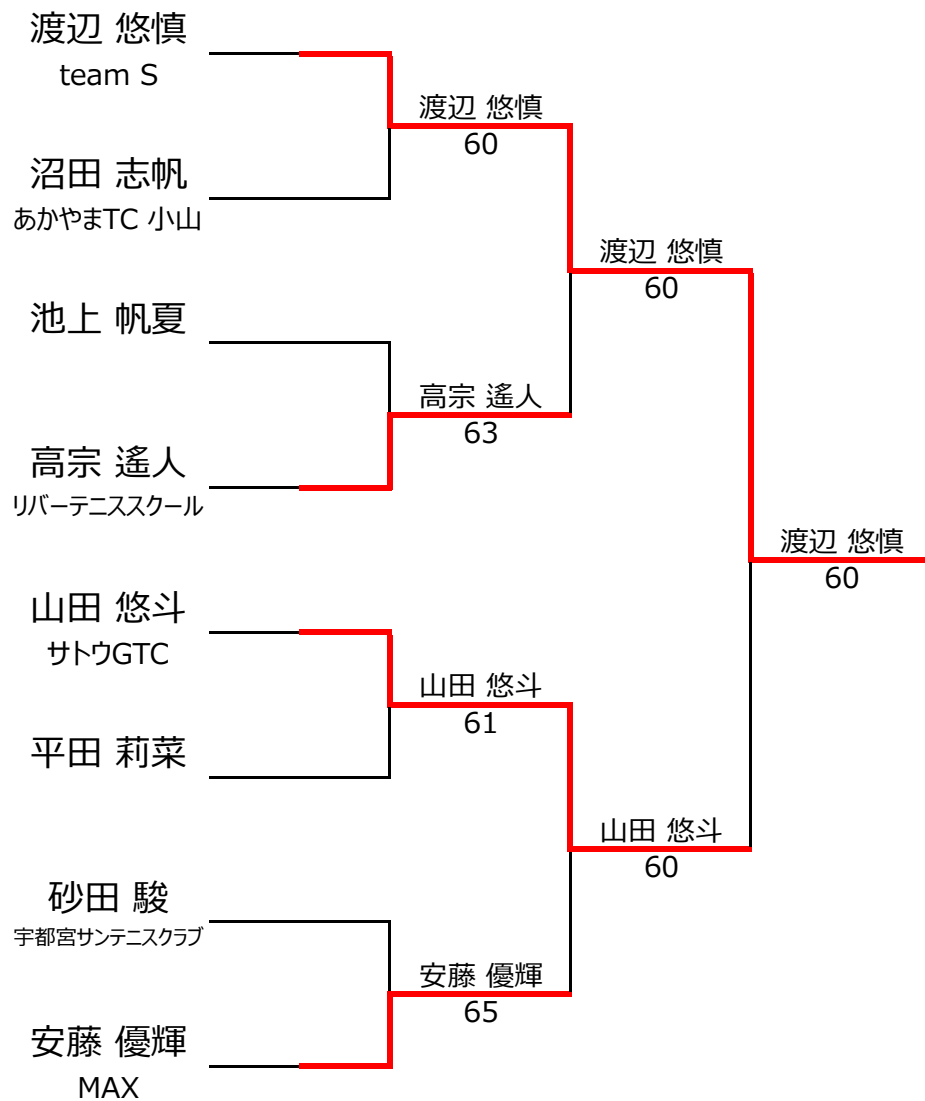 渡辺 悠慎
team S
沼田 志帆
あかやまTC 小山
池上 帆夏
高宗 遙人
リバーテニススクール
山田 悠斗
サトウGTC
平田 莉菜
砂田 駿
宇都宮サンテニスクラブ
安藤 優輝
MAX
渡辺 悠慎
60
高宗 遙人
63
山田 悠斗
61
安藤 優輝
65
渡辺 悠慎
60
山田 悠斗
60
渡辺 悠慎
60